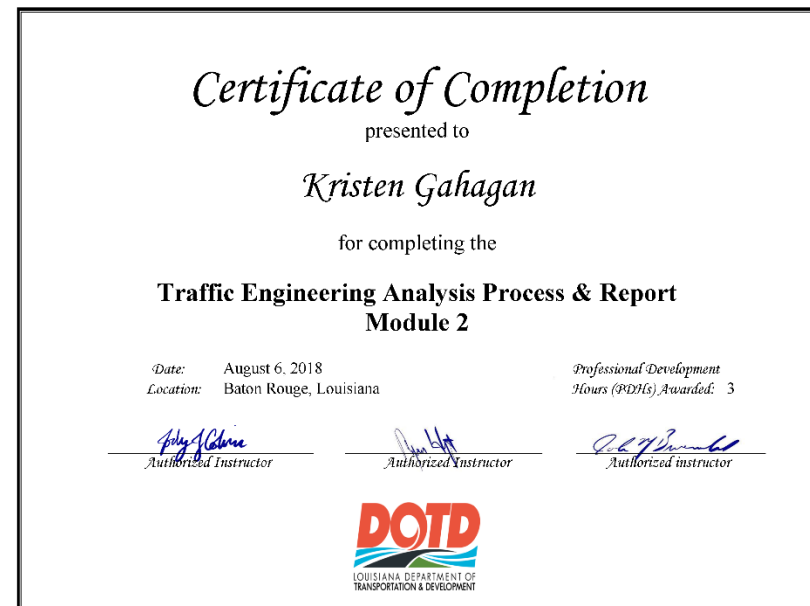 Certificate of Completion
presented to
Kristen Gahagan
for completing the
Traffic Engineering Analysis Process & Report
Module 2
Date: August 6, 2018
Location: Baton Rouge, Louisiana
Professional Development
Hours (PDHs) Awarded: 3
Authorized Instructor
Authorized Instructor
Authorized instructor
DOTD
LOUISIANA DEPARTMENT OF
TRANSPORTATION & DEVELOPMENT